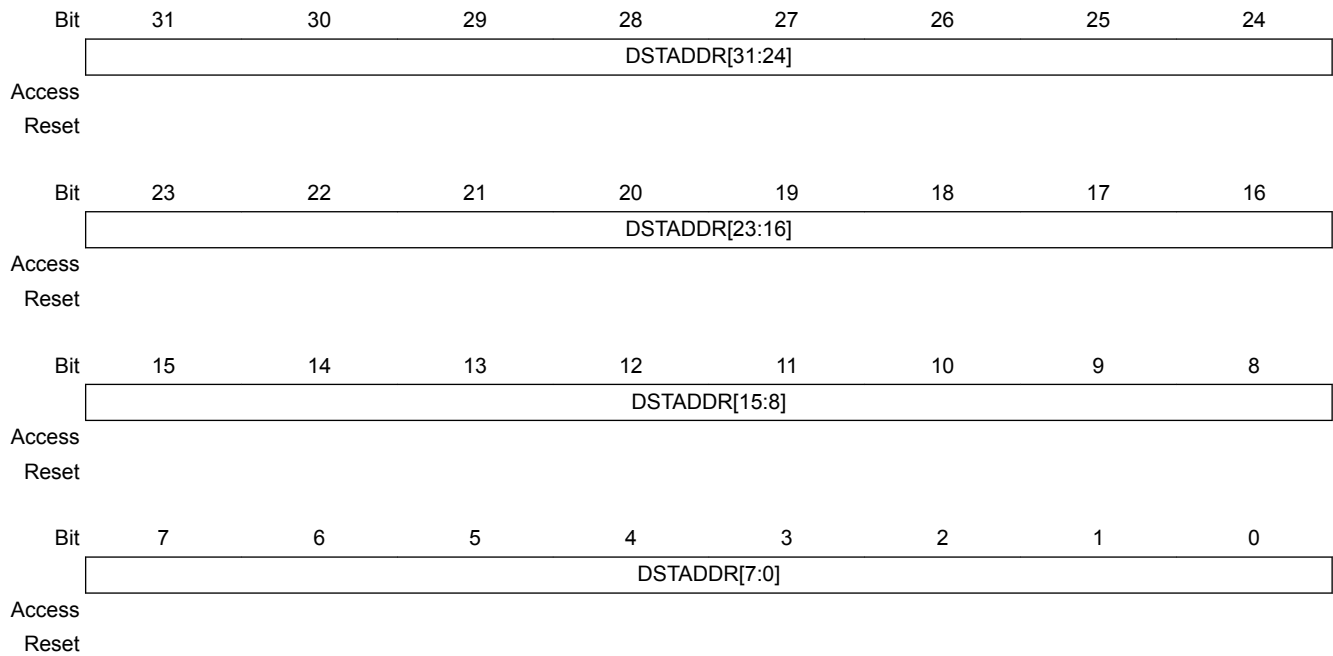 Bit 31 30 29 28 27 26 25 24
DSTADDR[31:24]
Access
Reset
Bit 23 22 21 20 19 18 17 16
DSTADDR[23:16]
Access
Reset
Bit 15 14 13 12 11 10 9 8
DSTADDR[15:8]
Access
Reset
Bit 7 6 5 4 3 2 1 0
DSTADDR[7:0]
Access
Reset